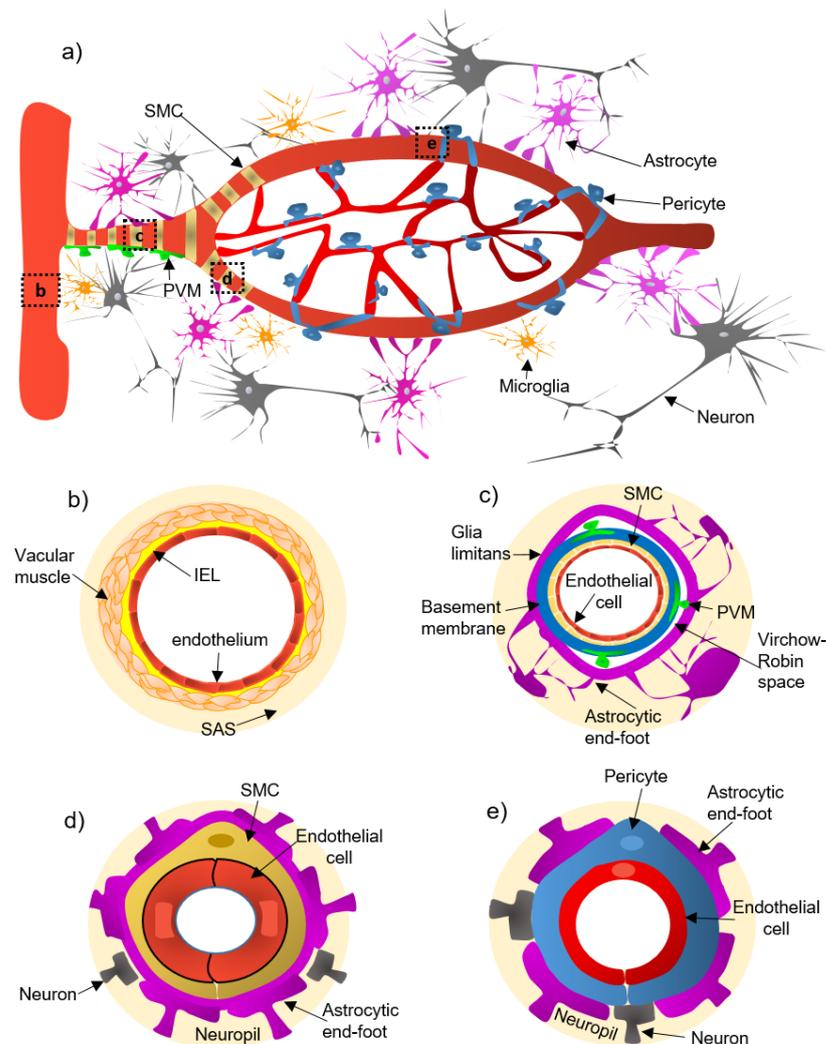 a)
SMC
e
Astrocyte
Pericyte
c
d
b
PVM
Microglia
Neuron
b)
Vacular
muscle
IEL
endothelium
SAS
c)
SMC
Glia
limitans
Endothelial
cell
Basement
membrane
PVM
Virchow-
Robin
space
Astrocytic
end-foot
d)
SMC
Endothelial
cell
Neuron
Astrocytic
end-foot
Neuropil
e)
Pericyte
Astrocytic
end-foot
Endothelial
cell
Neuropil
Neuron